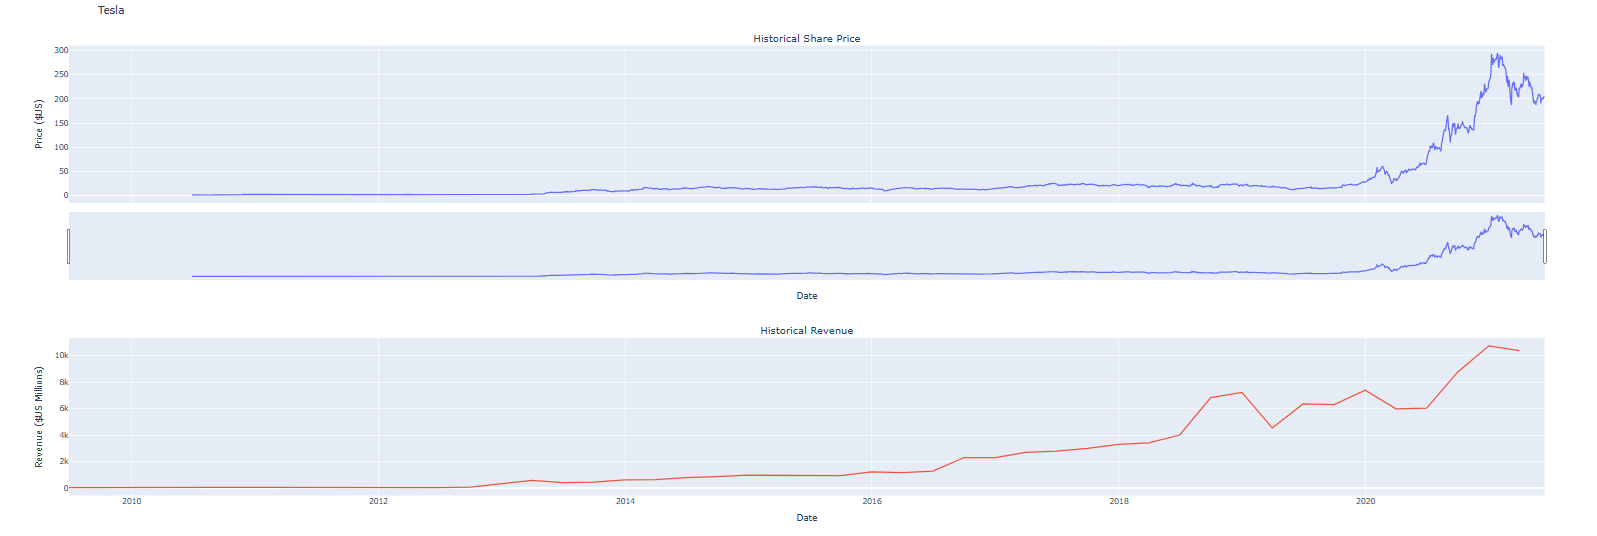 Tesla
Historical Share Price
300
250
200
150
100
50
0
Price ($US)
Date
Historical Revenue
10k
8k
6k
4k
2k
0
Revenue ($US Millions)
2010 2012 2014 2016 2018 2020
Date